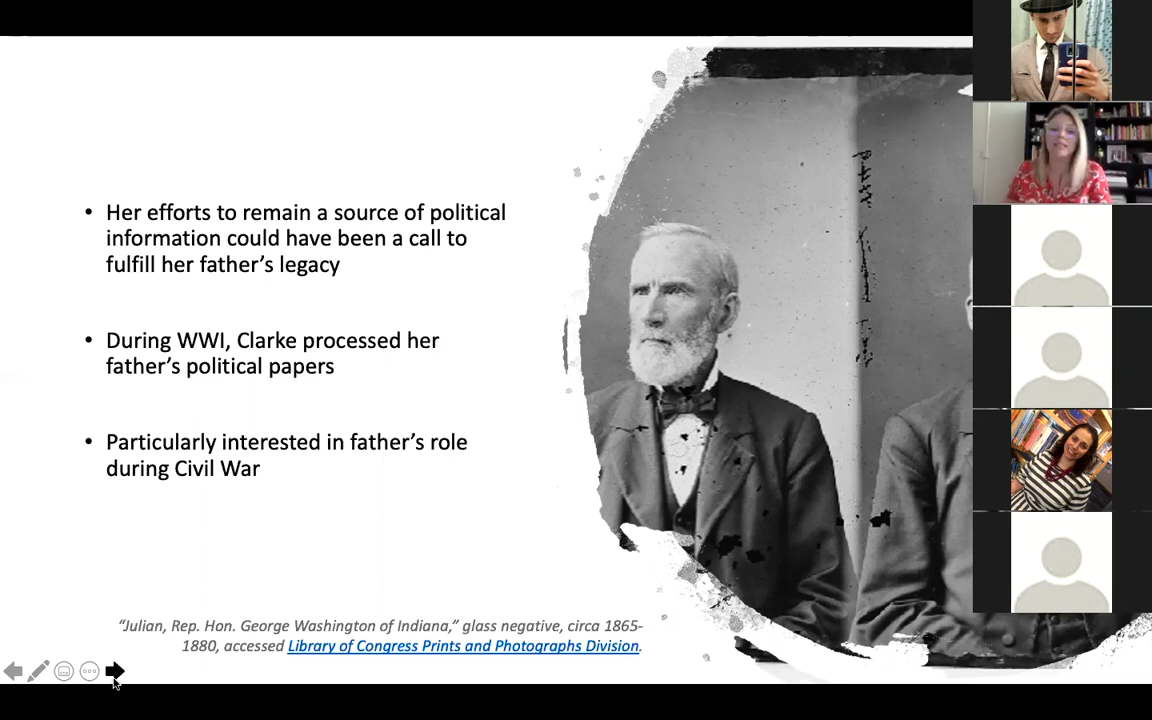 • Her efforts to remain a source of political
information could have been a call to
fulfill her father’s legacy
• During WWI, Clarke processed her
father’s political papers
• Particularly interested in father’s role
during Civil War
“Julian, Rep. Hon. George Washington of Indiana,” glass negative, circa 1865-
1880, accessed Library of Congress Prints and Photographs Division.